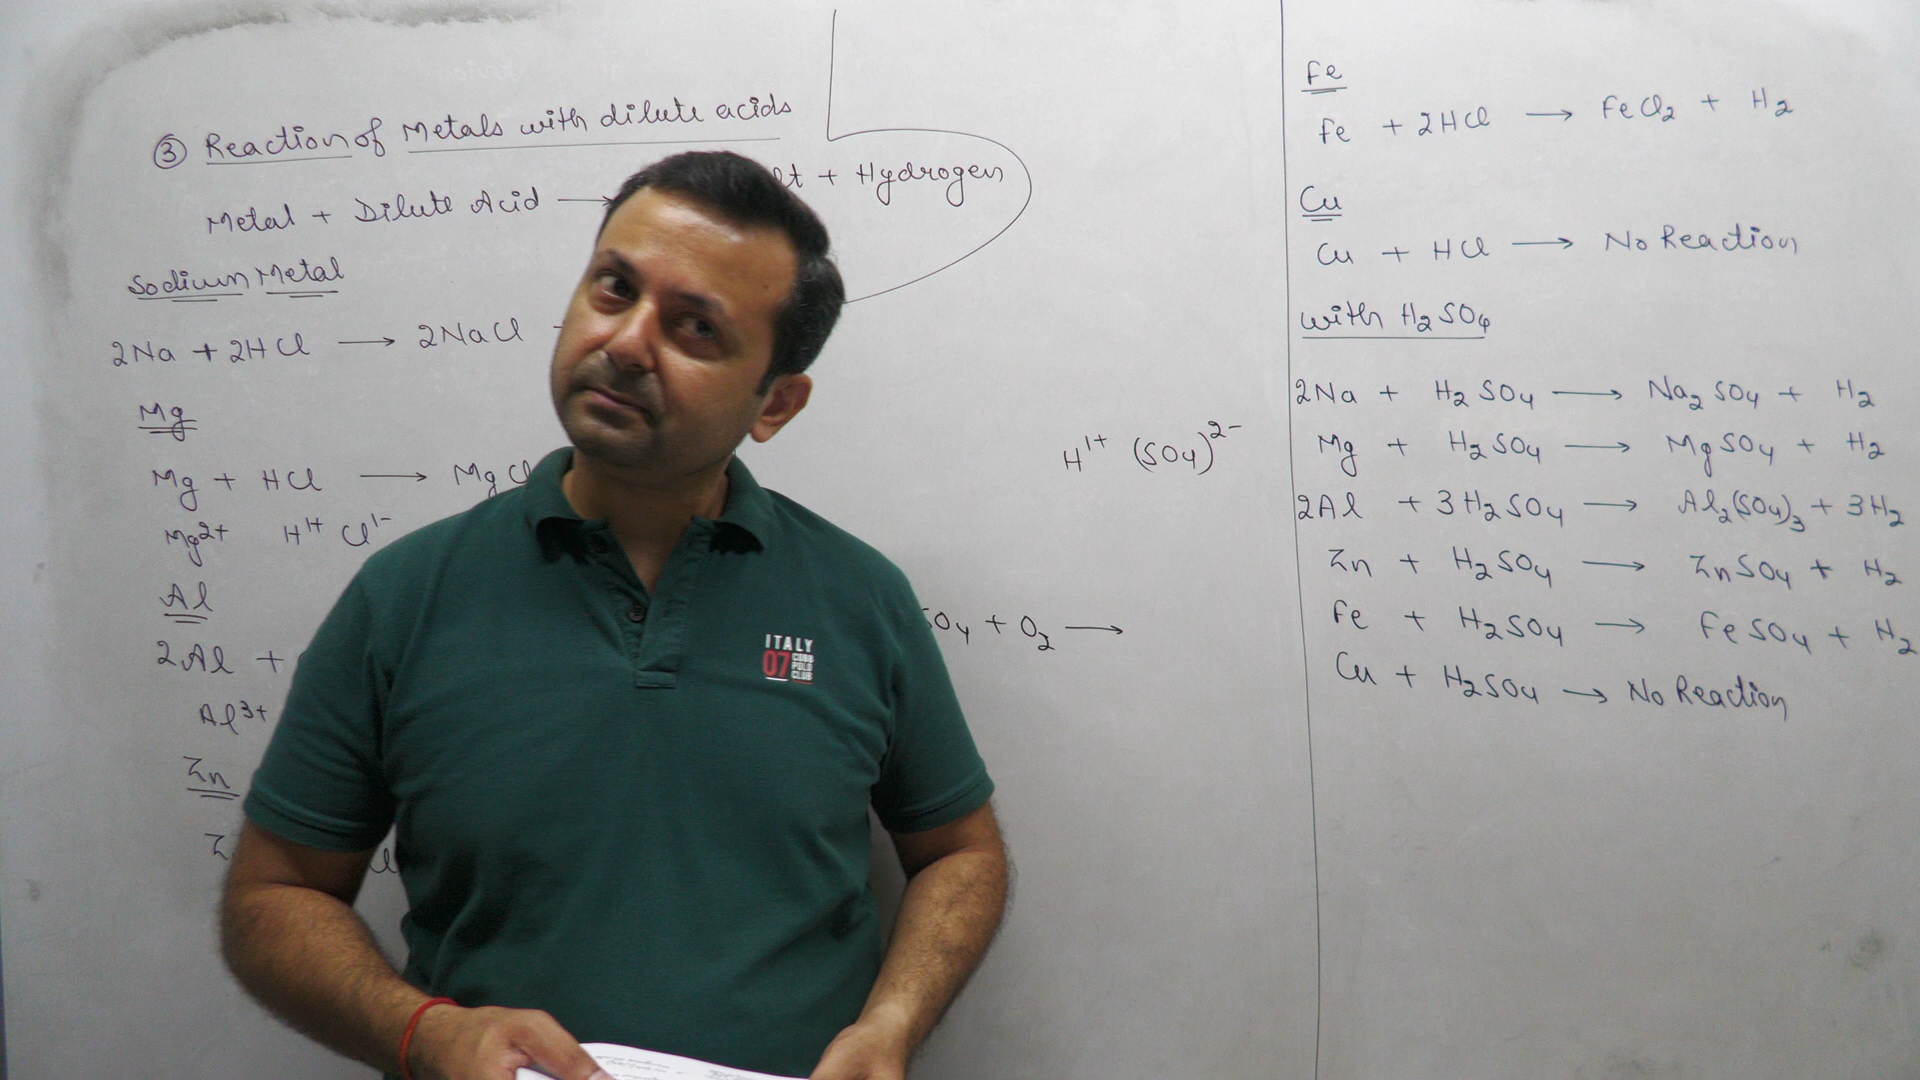 ③ Reaction of Metals with dilute acids
Metal + Dilute Acid → lt + Hydrogen
Sodium Metal
2Na + 2HCl → 2NaCl
Mg
Mg + HCl → MgCl
Mg²⁺ H¹⁺ Cl¹⁻
Al
2Al +
Al³⁺
Zn
Z
H¹⁺ (SO₄)²⁻
SO₄ + O₂ →
Fe
Fe + 2HCl → FeCl₂ + H₂
Cu
Cu + HCl → No Reaction
with H₂SO₄
2Na + H₂SO₄ → Na₂SO₄ + H₂
Mg + H₂SO₄ → MgSO₄ + H₂
2Al + 3H₂SO₄ → Al₂(SO₄)₃ + 3H₂
Zn + H₂SO₄ → ZnSO₄ + H₂
Fe + H₂SO₄ → FeSO₄ + H₂
Cu + H₂SO₄ → No Reaction
ITALY
07 CUBB POLO CLUB